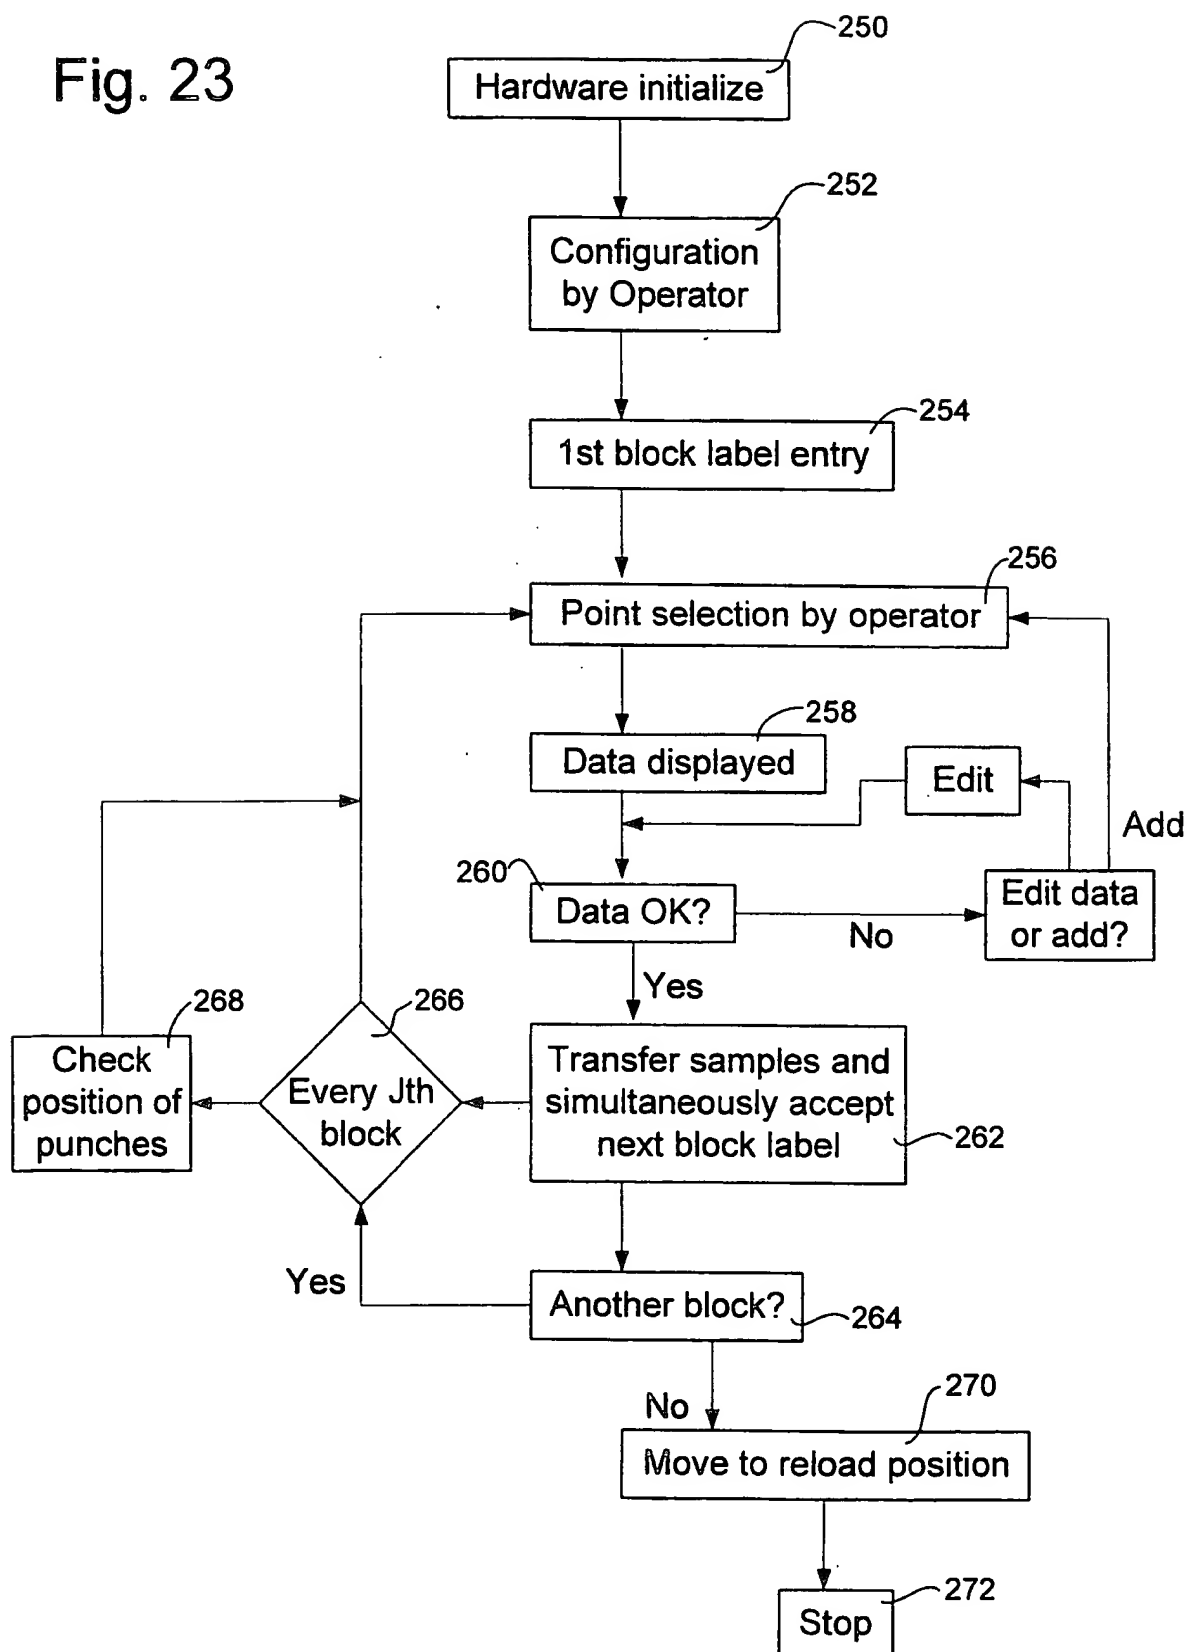 Fig. 23
250
Hardware initialize
252
Configuration
by Operator
254
1st block label entry
256
Point selection by operator
258
Data displayed
Edit
Add
260
Data OK?
No
Edit data
or add?
Yes
268
266
Check
position of
punches
Every Jth
block
Transfer samples and
simultaneously accept
next block label
262
Yes
Another block?
264
No
270
Move to reload position
272
Stop